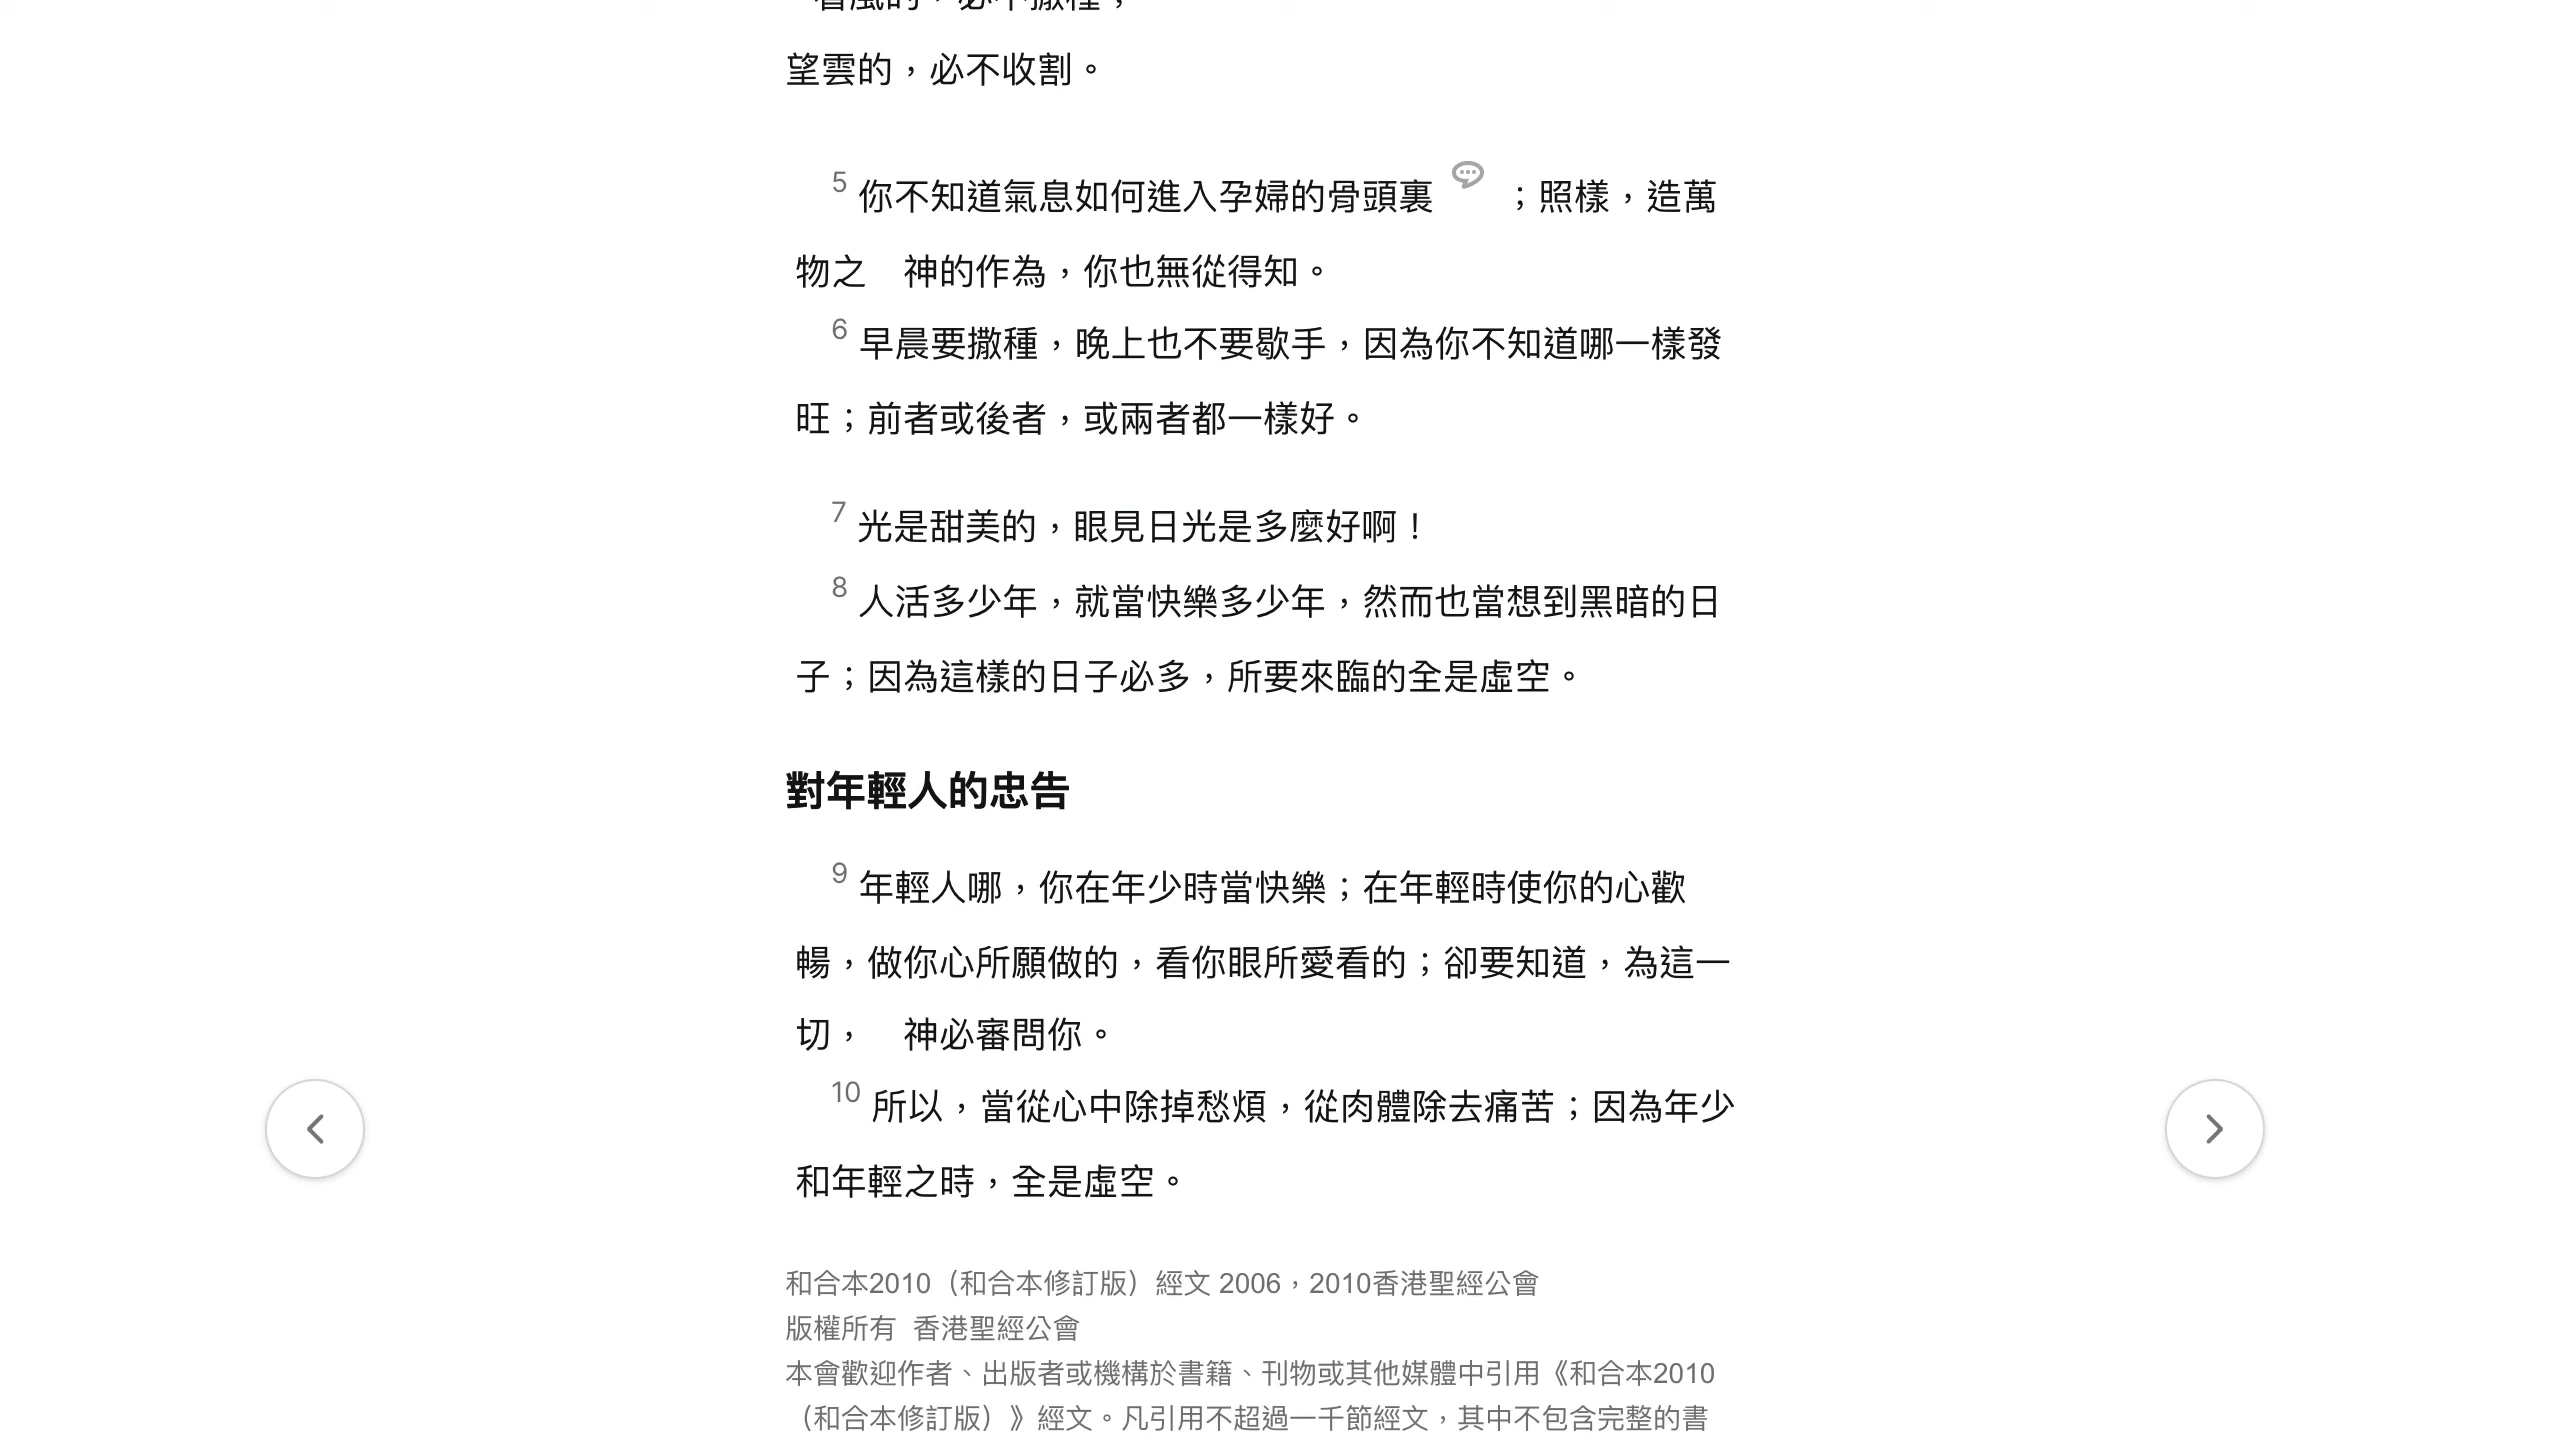 看風的，必不撒種；
望雲的，必不收割。
5 你不知道氣息如何進入孕婦的骨頭裏 ；照樣，造萬
物之　神的作為，你也無從得知。
6 早晨要撒種，晚上也不要歇手，因為你不知道哪一樣發
旺；前者或後者，或兩者都一樣好。
7 光是甜美的，眼見日光是多麼好啊！
8 人活多少年，就當快樂多少年，然而也當想到黑暗的日
子；因為這樣的日子必多，所要來臨的全是虛空。
對年輕人的忠告
9 年輕人哪，你在年少時當快樂；在年輕時使你的心歡
暢，做你心所願做的，看你眼所愛看的；卻要知道，為這一
切，　神必審問你。
10 所以，當從心中除掉愁煩，從肉體除去痛苦；因為年少
和年輕之時，全是虛空。
和合本2010（和合本修訂版）經文 2006，2010香港聖經公會
版權所有 香港聖經公會
本會歡迎作者、出版者或機構於書籍、刊物或其他媒體中引用《和合本2010
（和合本修訂版）》經文。凡引用不超過一千節經文，其中不包含完整的書